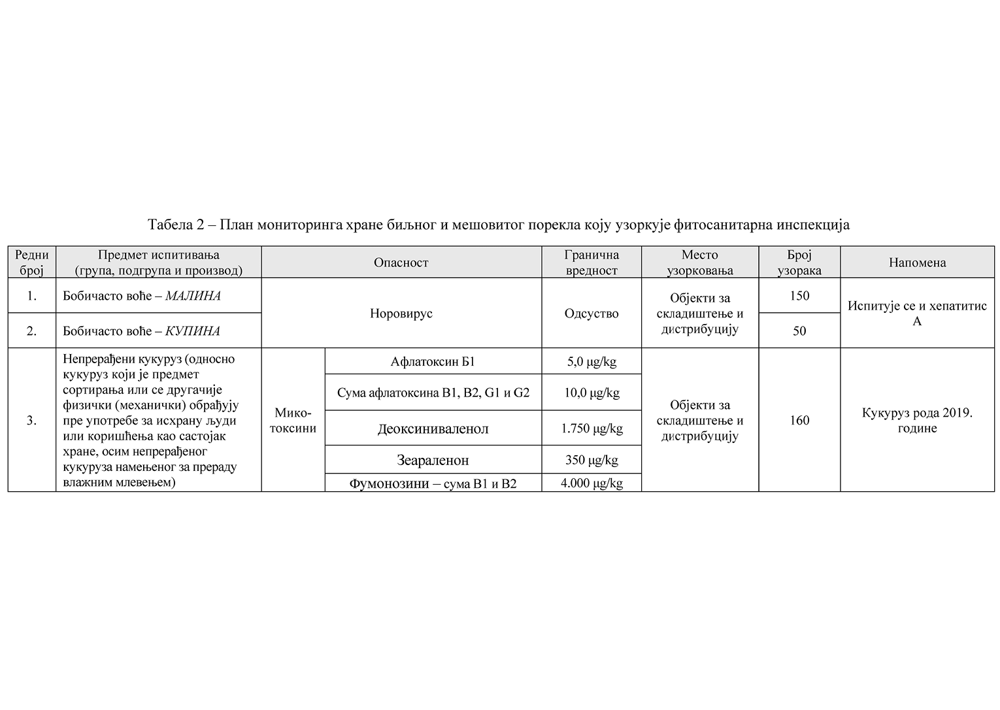 Табела 2 – План мониторинга хране биљног и мешовитог порекла коју узоркује фитосанитарна инспекција
Редни
број
Предмет испитивања
(група, подгрупа и производ)
Опасност
Гранична
вредност
Место
узорковања
Број
узорака
Напомена
1.
Бобичасто воће – МАЛИНА
Норовирус
Одсуство
Објекти за
складиштење и
дистрибуцију
150
Испитује се и хепатитис
А
2.
Бобичасто воће – КУПИНА
50
3.
Непрерађени кукуруз (односно
кукуруз који је предмет
сортирања или се другачије
физички (механички) обрађују
пре употребе за исхрану људи
или коришћења као састојак
хране, осим непрерађеног
кукуруза намењеног за прераду
влажним млевењем)
Мико-
токсини
Афлатоксин Б1
5,0 µg/kg
Сума афлатоксина B1, B2, G1 и G2
10,0 µg/kg
Деоксиниваленол
1.750 µg/kg
Зеараленон
350 µg/kg
Фумонозини – сума B1 и B2
4.000 µg/kg
Објекти за
складиштење и
дистрибуцију
160
Кукуруз рода 2019.
године